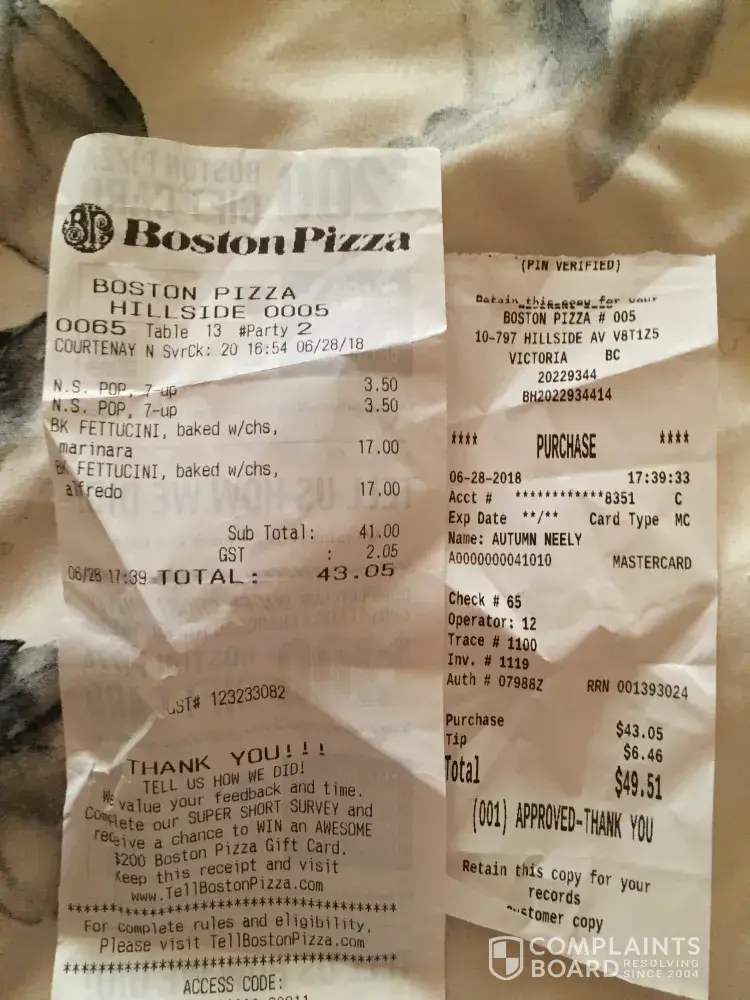 BP Boston Pizza
BOSTON PIZZA
HILLSIDE 0005
0065 Table 13 #Party 2
COURTENAY N SvrCk: 20 16:54 06/28/18
N.S. POP, 7-up 3.50
N.S. POP, 7-up 3.50
BK FETTUCINI, baked w/chs,
marinara 17.00
BK FETTUCINI, baked w/chs,
alfredo 17.00
Sub Total: 41.00
GST : 2.05
06/28 17:39 TOTAL: 43.05
GST# 123233082
THANK YOU!!!
TELL US HOW WE DID!
We value your feedback and time.
Complete our SUPER SHORT SURVEY and
receive a chance to WIN an AWESOME
$200 Boston Pizza Gift Card.
Keep this receipt and visit
www.TellBostonPizza.com
************************************
For complete rules and eligibility,
Please visit TellBostonPizza.com
************************************
ACCESS CODE:
(PIN VERIFIED)
Retain this copy for your
BOSTON PIZZA # 005
10-797 HILLSIDE AV V8T1Z5
VICTORIA BC
20229344
BH2022934414
**** PURCHASE ****
06-28-2018 17:39:33
Acct # ************8351 C
Exp Date **/** Card Type MC
Name: AUTUMN NEELY
A0000000041010 MASTERCARD
Check # 65
Operator: 12
Trace # 1100
Inv. # 1119
Auth # 07988Z RRN 001393024
Purchase $43.05
Tip $6.46
Total $49.51
(001) APPROVED-THANK YOU
Retain this copy for your
records
Customer copy
COMPLAINTS
BOARD RESOLVING
SINCE 2004